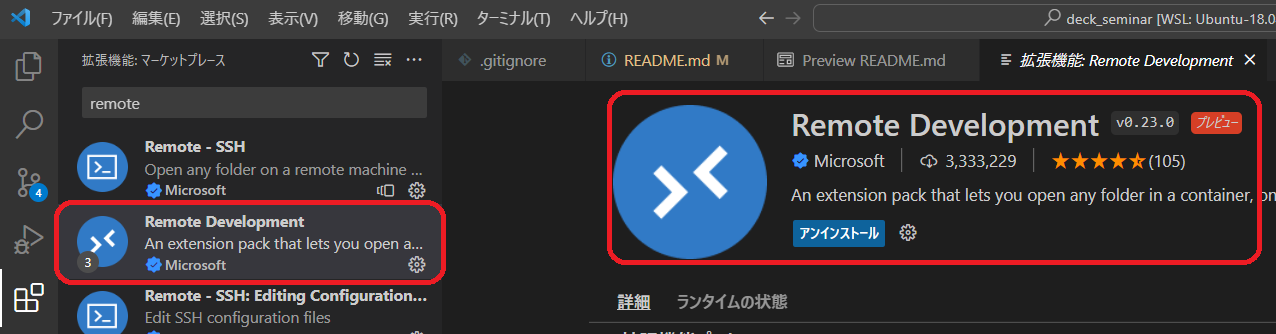 ファイル(F) 編集(E) 選択(S) 表示(V) 移動(G) 実行(R) ターミナル(T) ヘルプ(H)
deck_seminar [WSL: Ubuntu-18.0
拡張機能: マーケットプレース
remote
Remote - SSH
Open any folder on a remote machine ...
Microsoft
Remote Development
An extension pack that lets you open a...
3
Microsoft
Remote - SSH: Editing Configuration...
Edit SSH configuration files
4
.gitignore
README.md M
Preview README.md
拡張機能: Remote Development
Remote Development v0.23.0 プレビュー
Microsoft 3,333,229 (105)
An extension pack that lets you open any folder in a container, on
アンインストール
詳細 ランタイムの状態